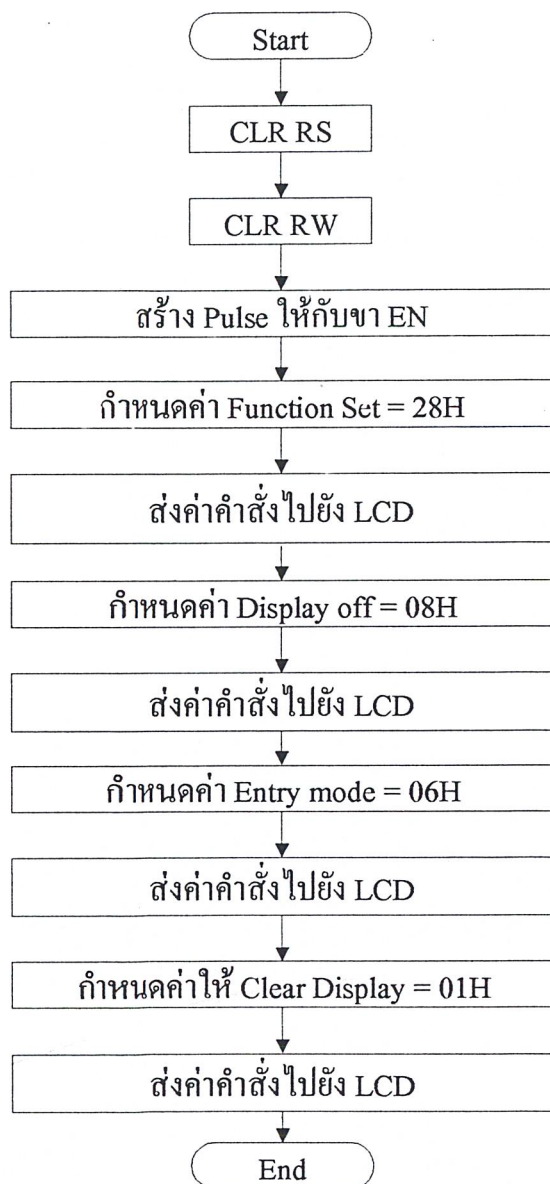 Start
CLR RS
CLR RW
สร้าง Pulse ให้กับขา EN
กำหนดค่า Function Set = 28H
ส่งค่าคำสั่งไปยัง LCD
กำหนดค่า Display off = 08H
ส่งค่าคำสั่งไปยัง LCD
กำหนดค่า Entry mode = 06H
ส่งค่าคำสั่งไปยัง LCD
กำหนดค่าให้ Clear Display = 01H
ส่งค่าคำสั่งไปยัง LCD
End